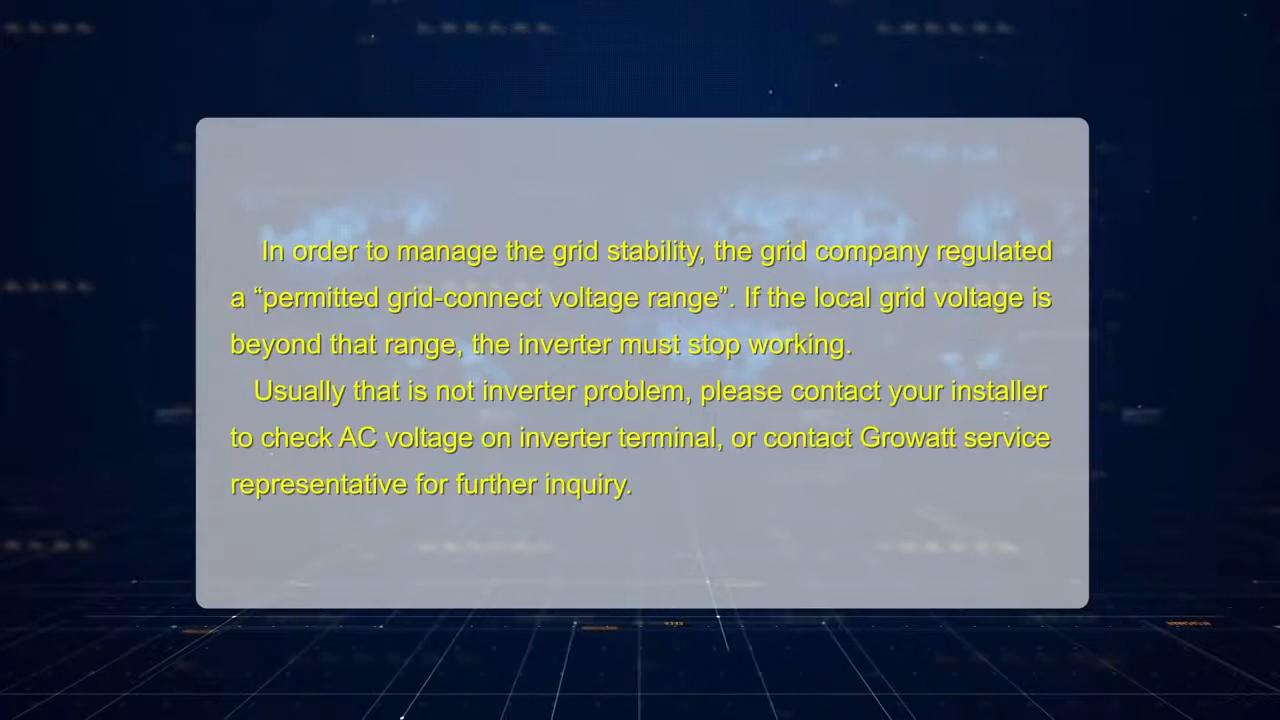 In order to manage the grid stability, the grid company regulated
a “permitted grid-connect voltage range”. If the local grid voltage is
beyond that range, the inverter must stop working.
Usually that is not inverter problem, please contact your installer
to check AC voltage on inverter terminal, or contact Growatt service
representative for further inquiry.